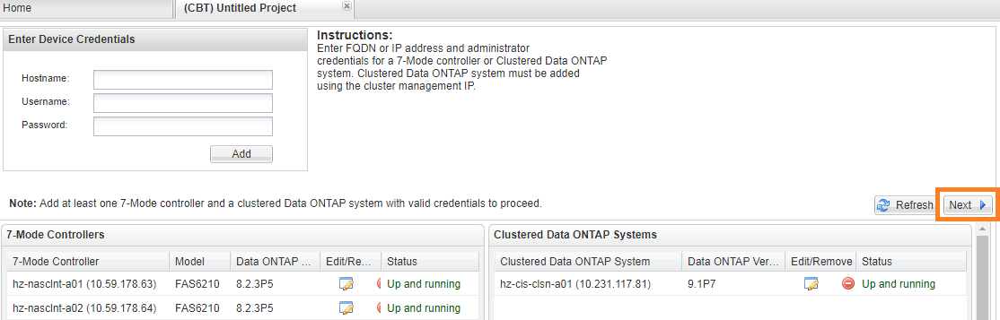 Home
(CBT) Untitled Project
Enter Device Credentials
Hostname:
Username:
Password:
Add
Instructions:
Enter FQDN or IP address and administrator
credentials for a 7-Mode controller or Clustered Data ONTAP
system. Clustered Data ONTAP system must be added
using the cluster management IP.
Note: Add at least one 7-Mode controller and a clustered Data ONTAP system with valid credentials to proceed.
Refresh
Next
7-Mode Controllers
7-Mode Controller Model Data ONTAP ... Edit/Re... Status
hz-nasclnt-a01 (10.59.178.63) FAS6210 8.2.3P5 Up and running
hz-nasclnt-a02 (10.59.178.64) FAS6210 8.2.3P5 Up and running
Clustered Data ONTAP Systems
Clustered Data ONTAP System Data ONTAP Ver... Edit/Remove Status
hz-cis-clsn-a01 (10.231.117.81) 9.1P7 Up and running